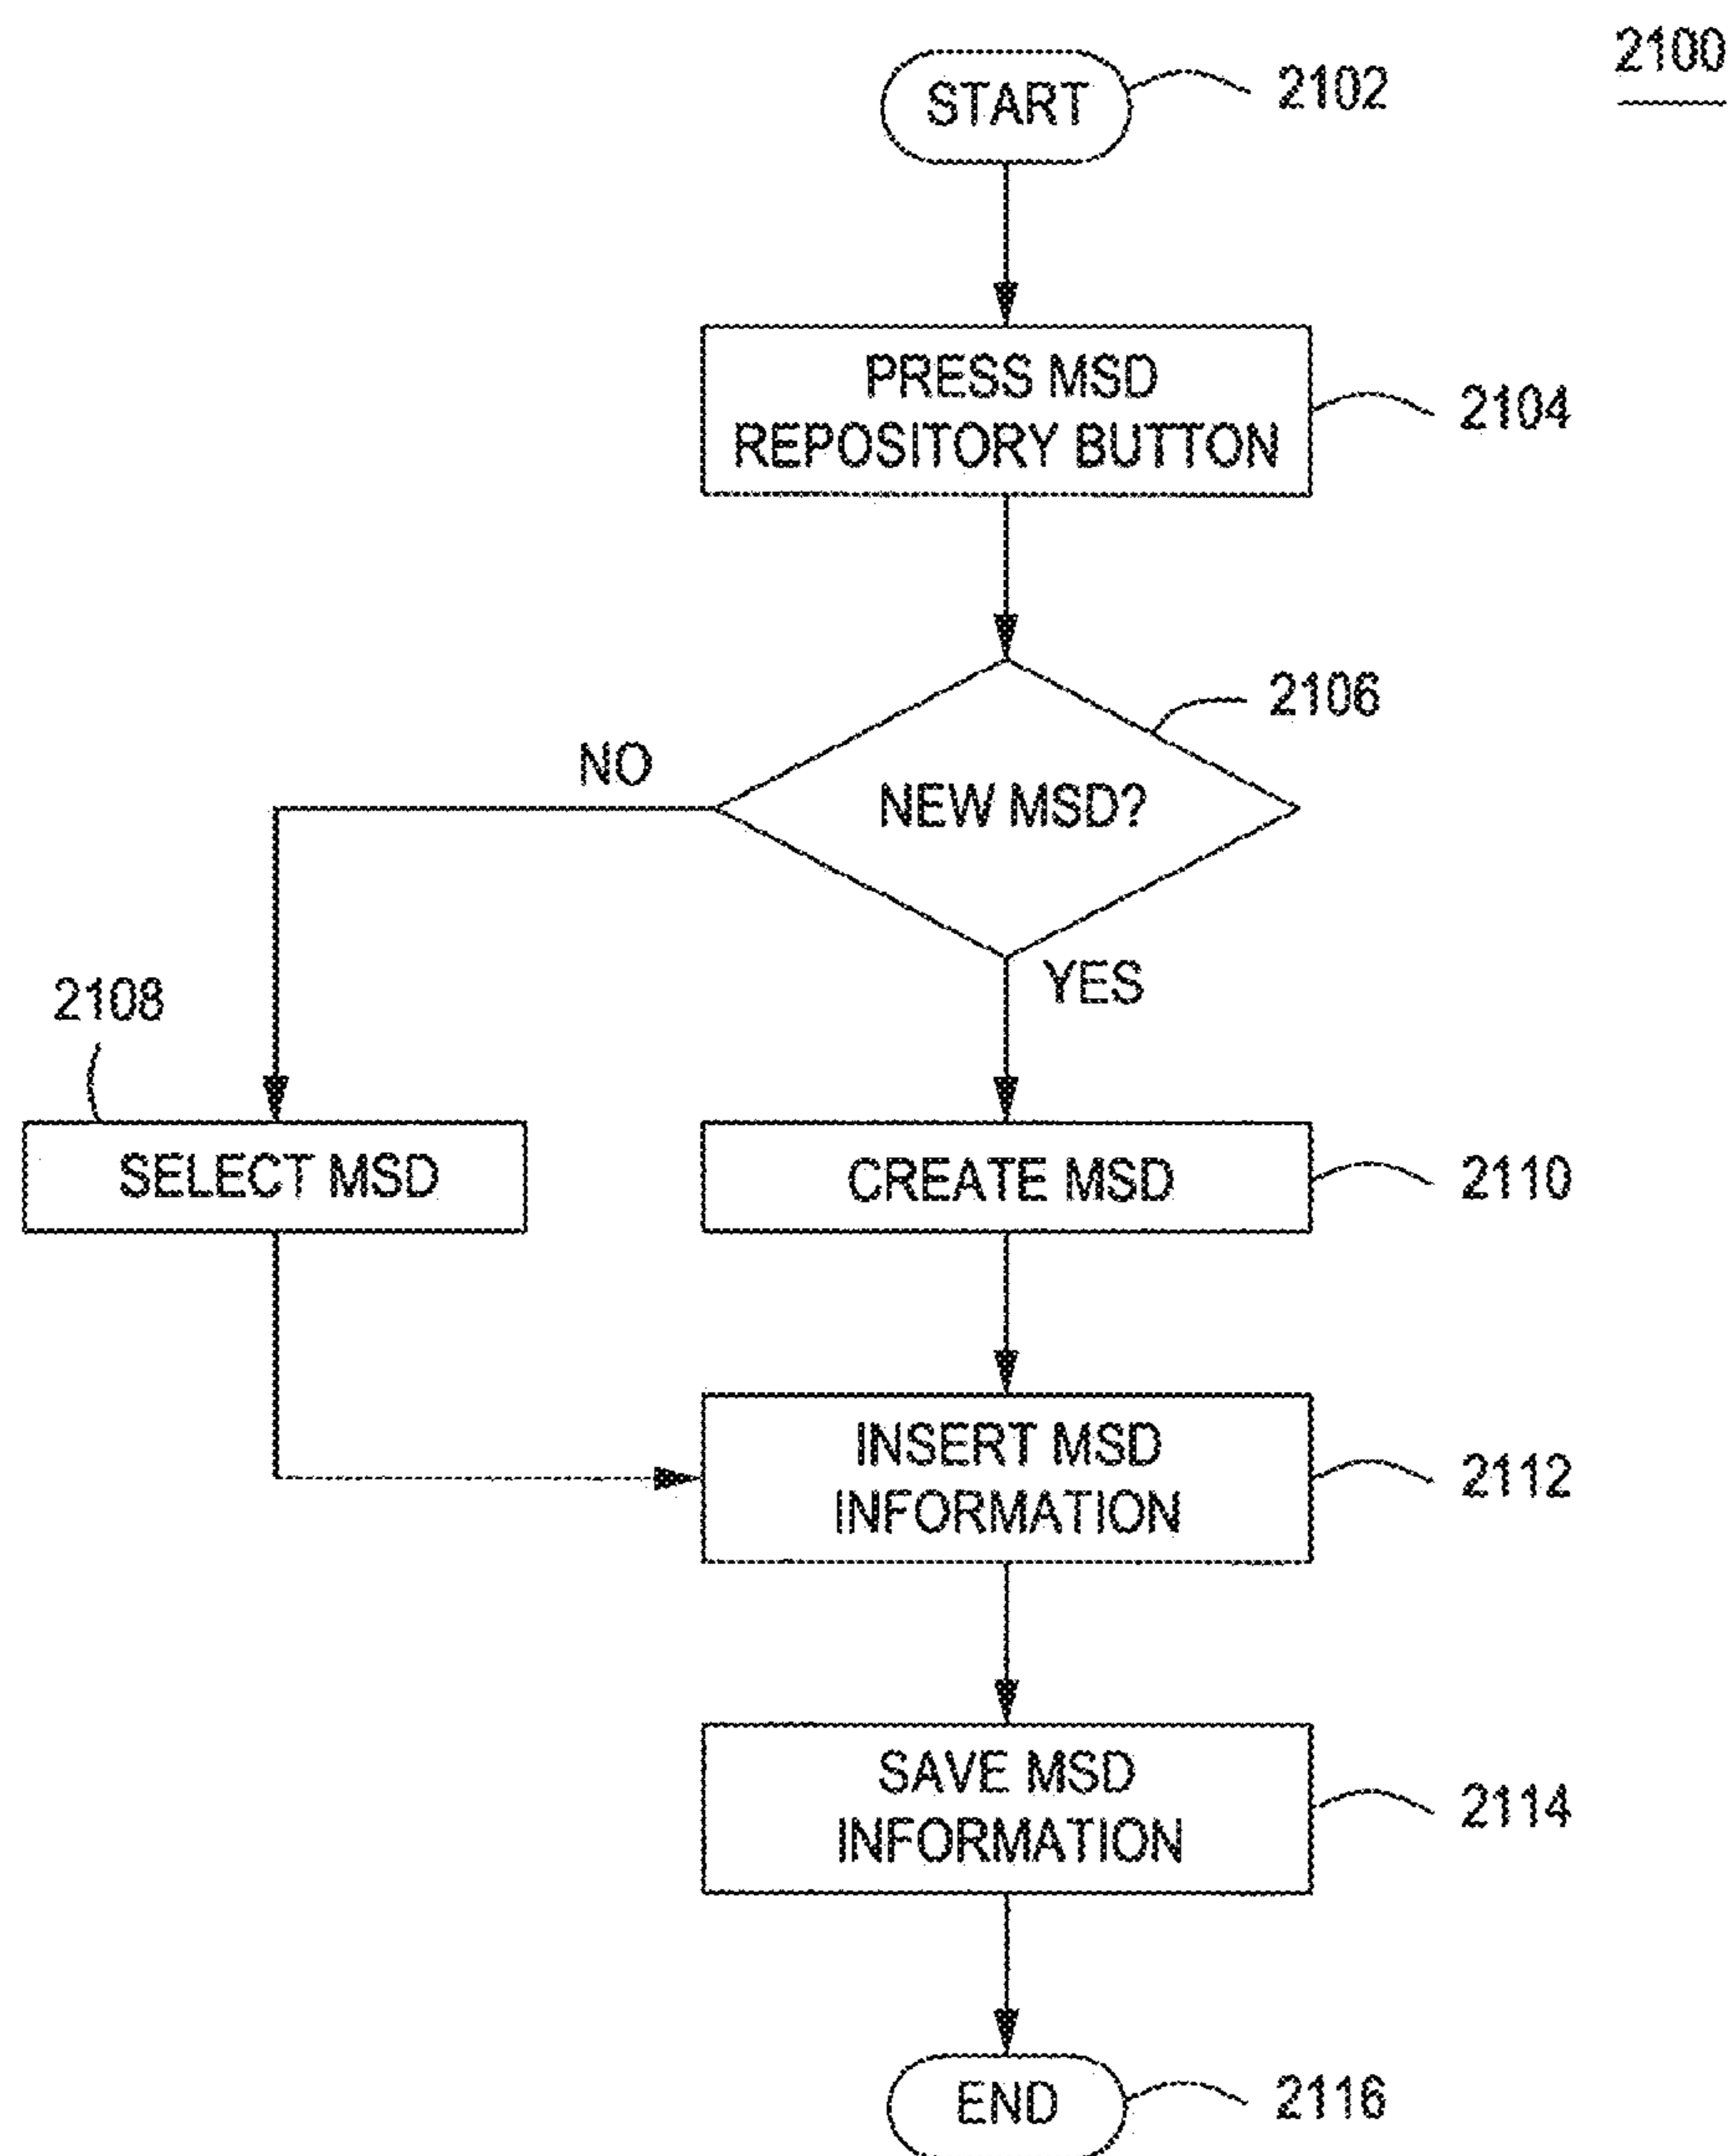 2100
START
2102
PRESS MSD
REPOSITORY BUTTON
2104
2106
NEW MSD?
NO
YES
2108
SELECT MSD
CREATE MSD
2110
INSERT MSD
INFORMATION
2112
SAVE MSD
INFORMATION
2114
END
2116